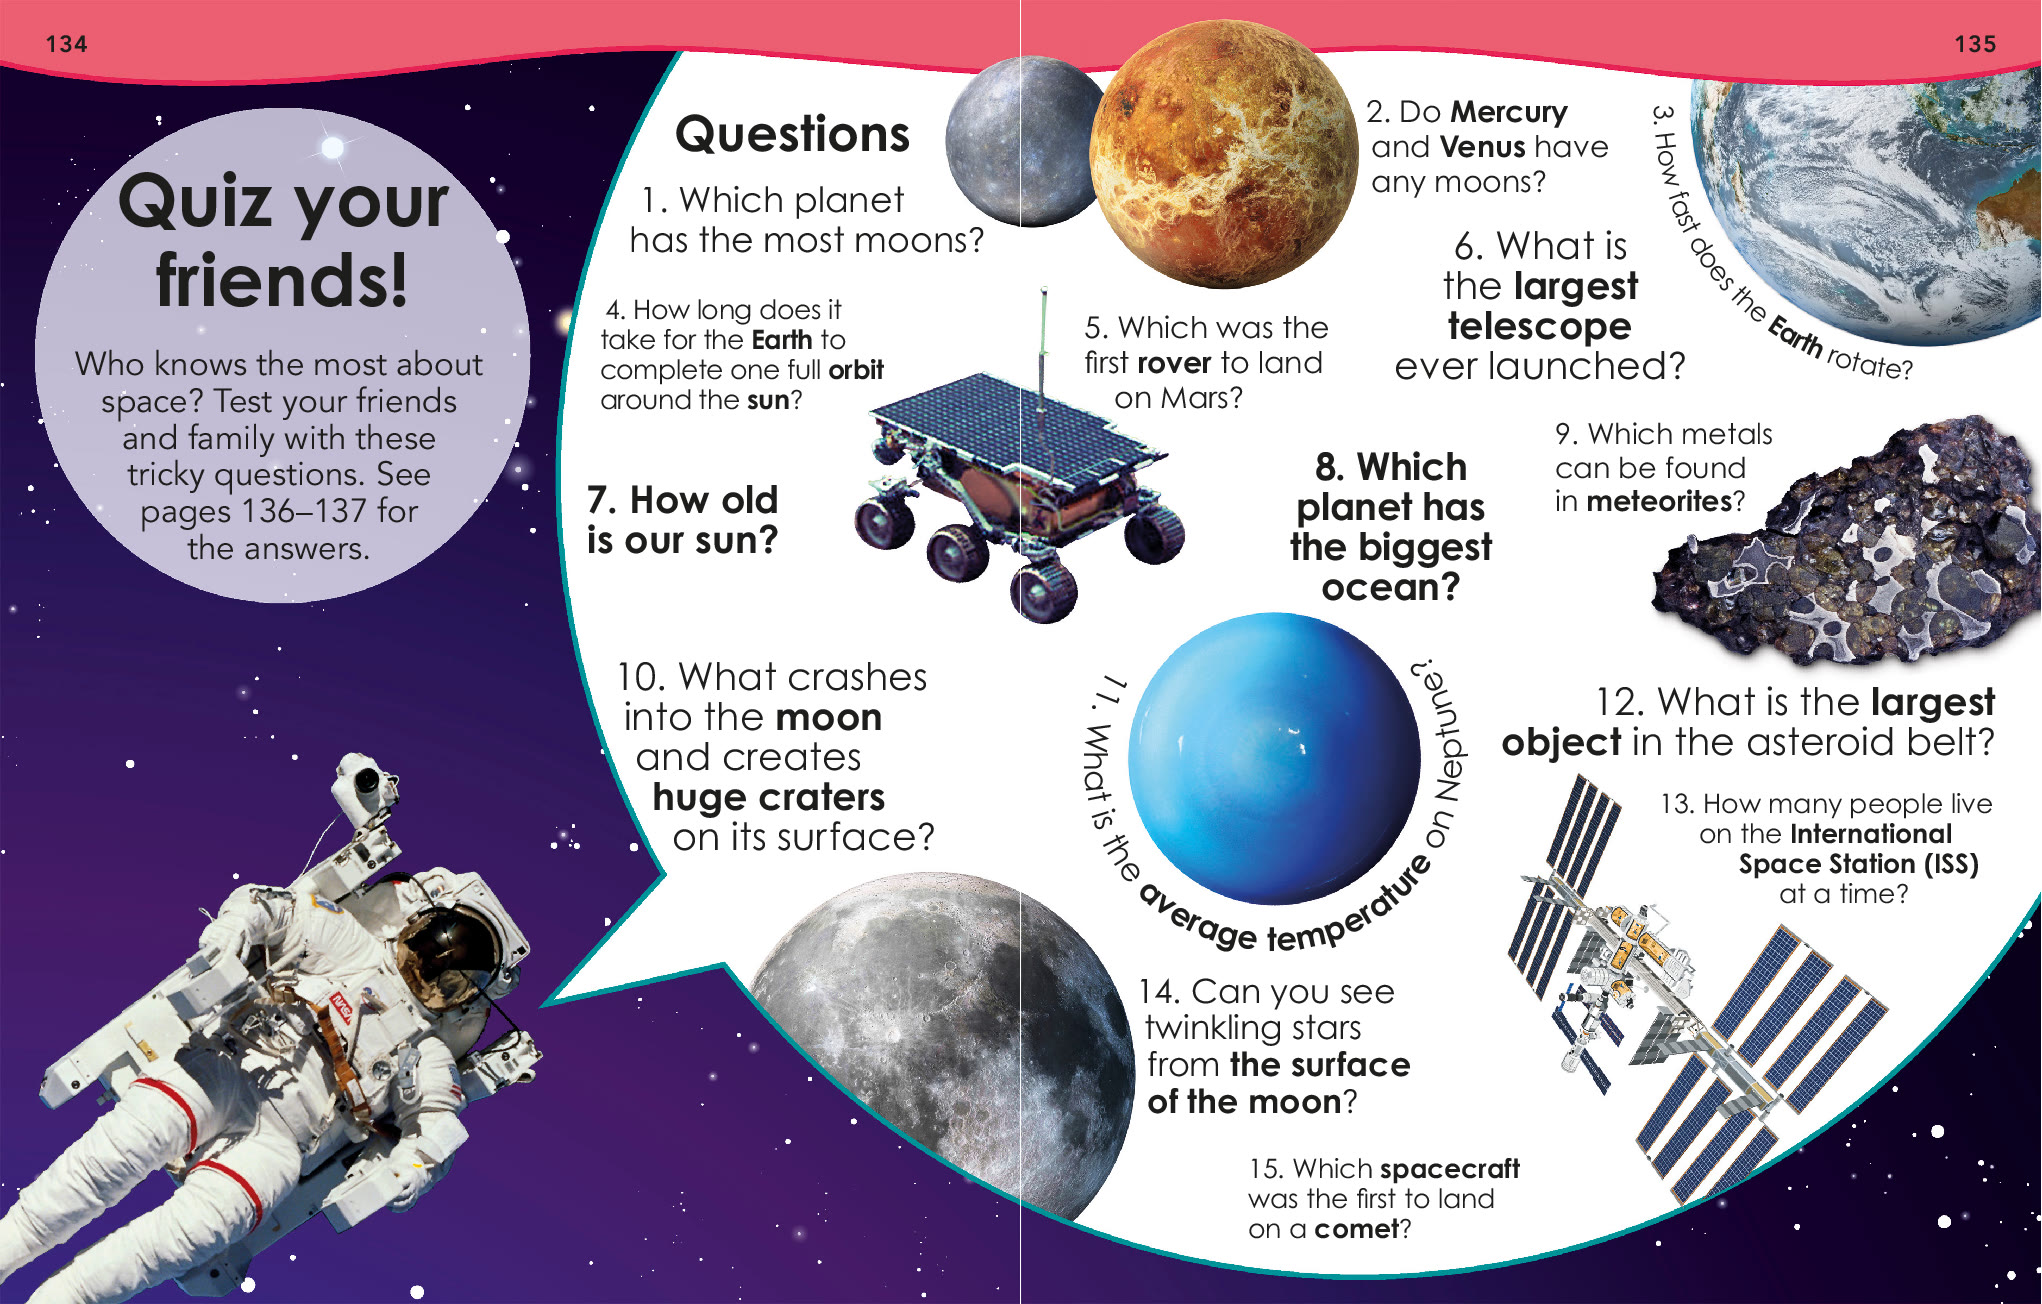 134
135
Quiz your
friends!
Who knows the most about
space? Test your friends
and family with these
tricky questions. See
pages 136–137 for
the answers.
Questions
1. Which planet
has the most moons?
2. Do Mercury
and Venus have
any moons?
3. How fast does the Earth rotate?
4. How long does it
take for the Earth to
complete one full orbit
around the sun?
5. Which was the
first rover to land
on Mars?
6. What is
the largest
telescope
ever launched?
7. How old
is our sun?
8. Which
planet has
the biggest
ocean?
9. Which metals
can be found
in meteorites?
10. What crashes
into the moon
and creates
huge craters
on its surface?
11. What is the average temperature on Neptune?
12. What is the largest
object in the asteroid belt?
13. How many people live
on the International
Space Station (ISS)
at a time?
14. Can you see
twinkling stars
from the surface
of the moon?
15. Which spacecraft
was the first to land
on a comet?
NASA